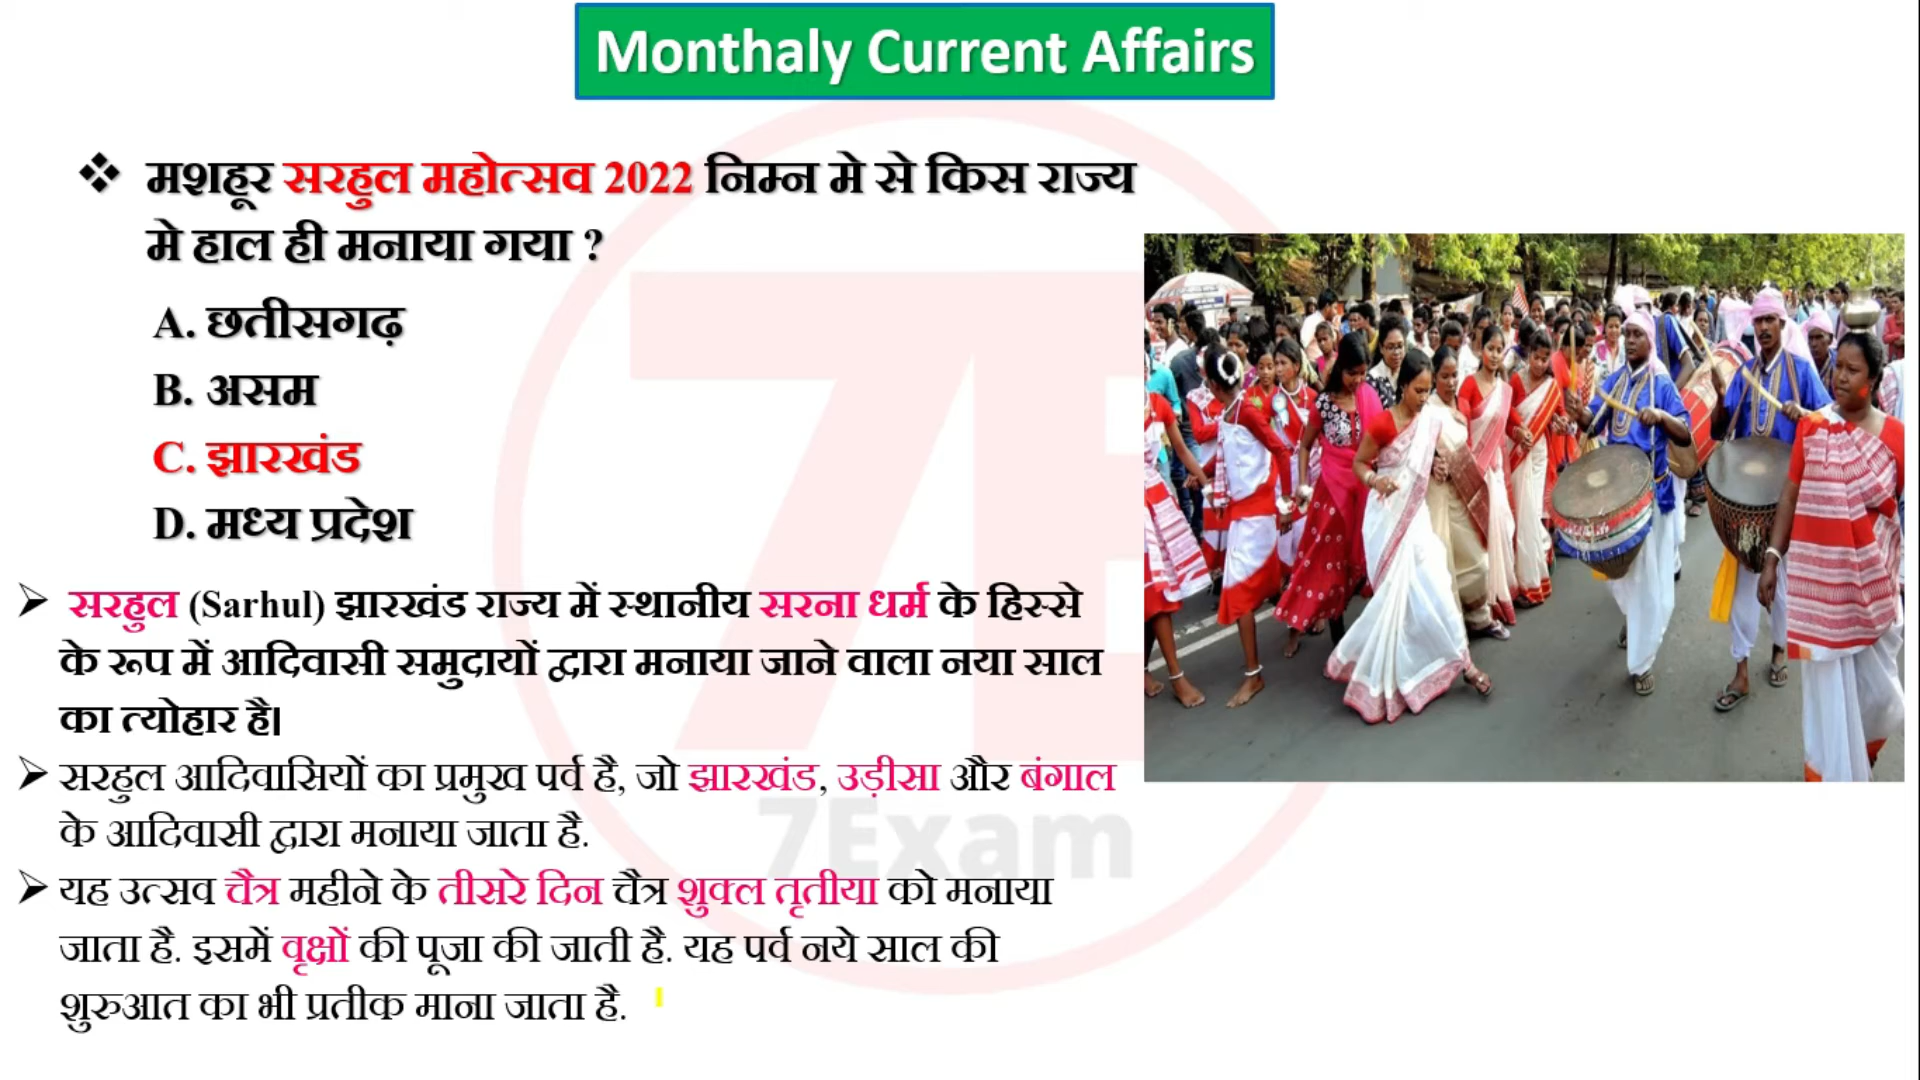 Monthaly Current Affairs
❖ मशहूर सरहुल महोत्सव 2022 निम्न मे से किस राज्य
मे हाल ही मनाया गया ?
A. छतीसगढ़
B. असम
C. झारखंड
D. मध्य प्रदेश
➢ सरहुल (Sarhul) झारखंड राज्य में स्थानीय सरना धर्म के हिस्से
के रूप में आदिवासी समुदायों द्वारा मनाया जाने वाला नया साल
का त्योहार है।
➢ सरहुल आदिवासियों का प्रमुख पर्व है, जो झारखंड, उड़ीसा और बंगाल
के आदिवासी द्वारा मनाया जाता है.
➢ यह उत्सव चैत्र महीने के तीसरे दिन चैत्र शुक्ल तृतीया को मनाया
जाता है. इसमें वृक्षों की पूजा की जाती है. यह पर्व नये साल की
शुरुआत का भी प्रतीक माना जाता है.
7E
7Exam